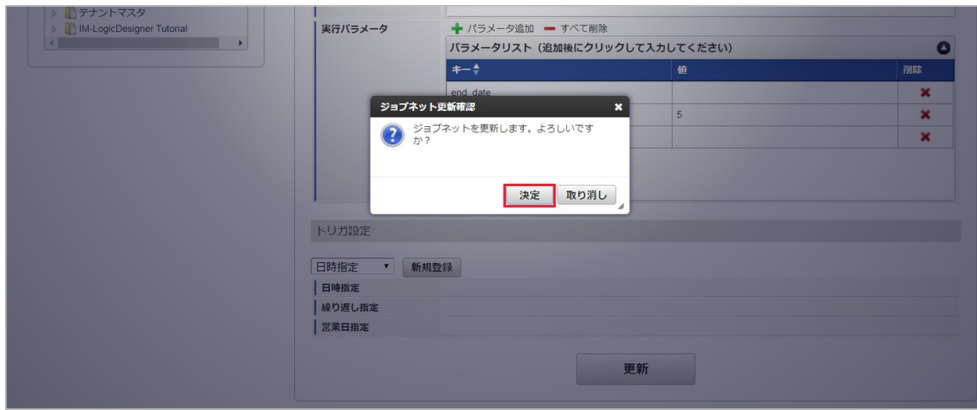 テナントマスタ
IM-LogicDesigner Tutorial
実行パラメータ
パラメータ追加 すべて削除
パラメータリスト（追加後にクリックして入力してください）
キー 値 削除
end_date
5
ジョブネット更新確認
ジョブネットを更新します。よろしいです
か？
決定 取り消し
トリガ設定
日時指定 新規登録
日時指定
繰り返し指定
営業日指定
更新